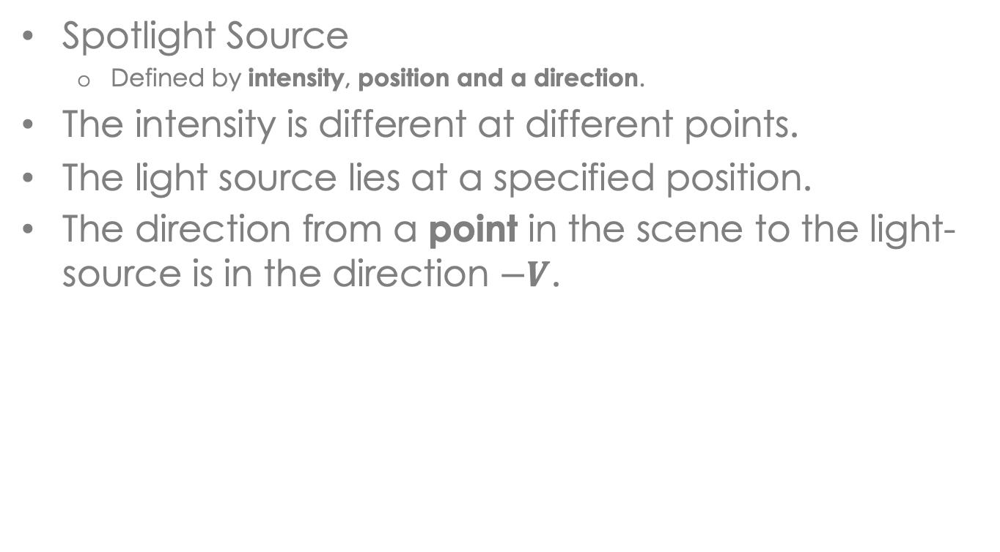 • Spotlight Source
o Defined by intensity, position and a direction.
• The intensity is different at different points.
• The light source lies at a specified position.
• The direction from a point in the scene to the light-
source is in the direction −V.